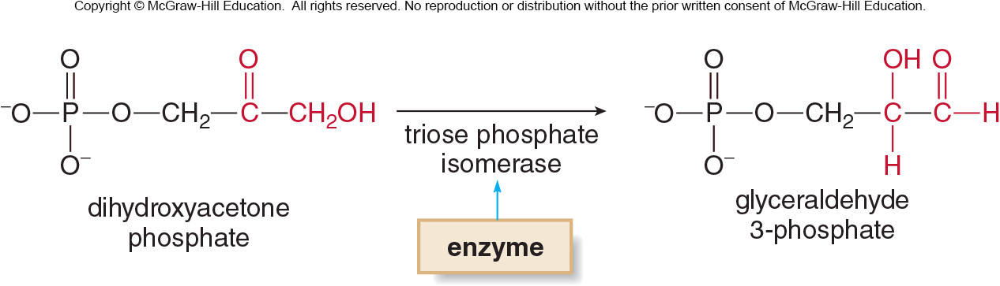 Copyright © McGraw-Hill Education. All rights reserved. No reproduction or distribution without the prior written consent of McGraw-Hill Education.
O O OH O
⁻O—P—O—CH₂—C—CH₂OH ⁻O—P—O—CH₂—C—C—H
O⁻ O⁻ H
triose phosphate
isomerase
dihydroxyacetone
phosphate
enzyme
glyceraldehyde
3-phosphate